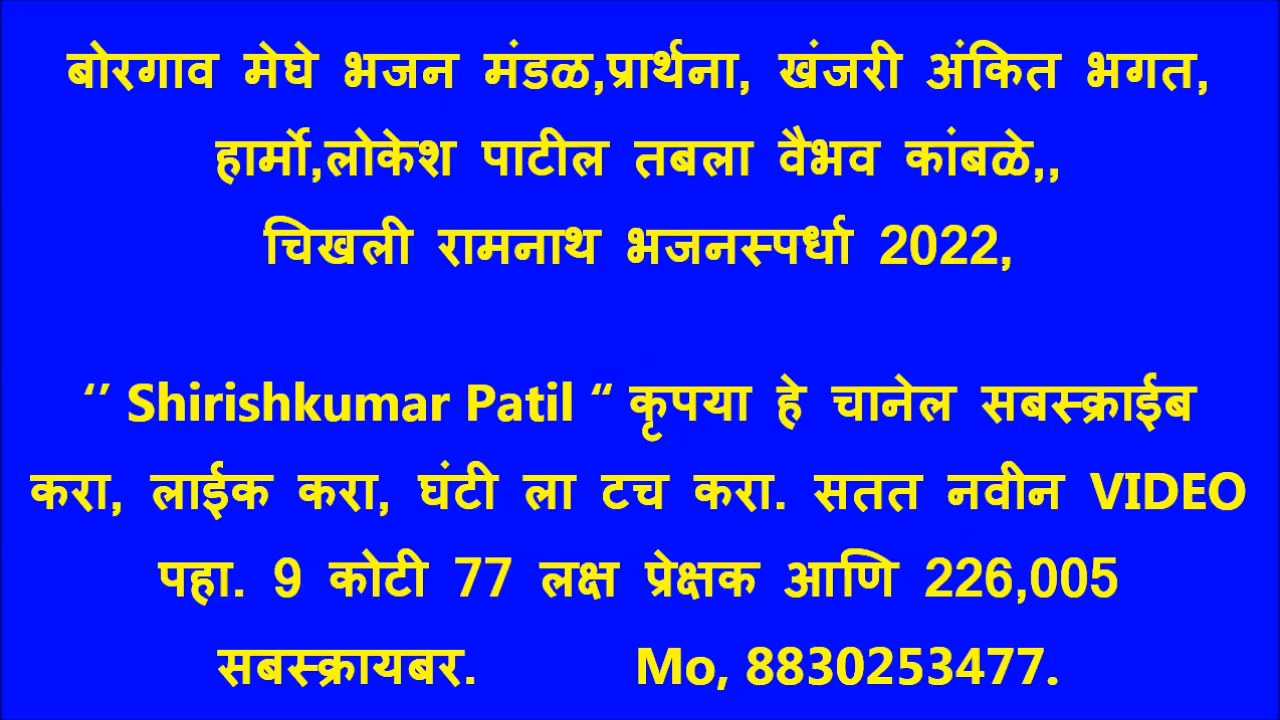 बोरगाव मेघे भजन मंडळ,प्रार्थना, खंजरी अंकित भगत,
हार्मो,लोकेश पाटील तबला वैभव कांबळे,,
चिखली रामनाथ भजनस्पर्धा 2022,
‘’ Shirishkumar Patil “ कृपया हे चानेल सबस्क्राईब
करा, लाईक करा, घंटी ला टच करा. सतत नवीन VIDEO
पहा. 9 कोटी 77 लक्ष प्रेक्षक आणि 226,005
सबस्क्रायबर. Mo, 8830253477.